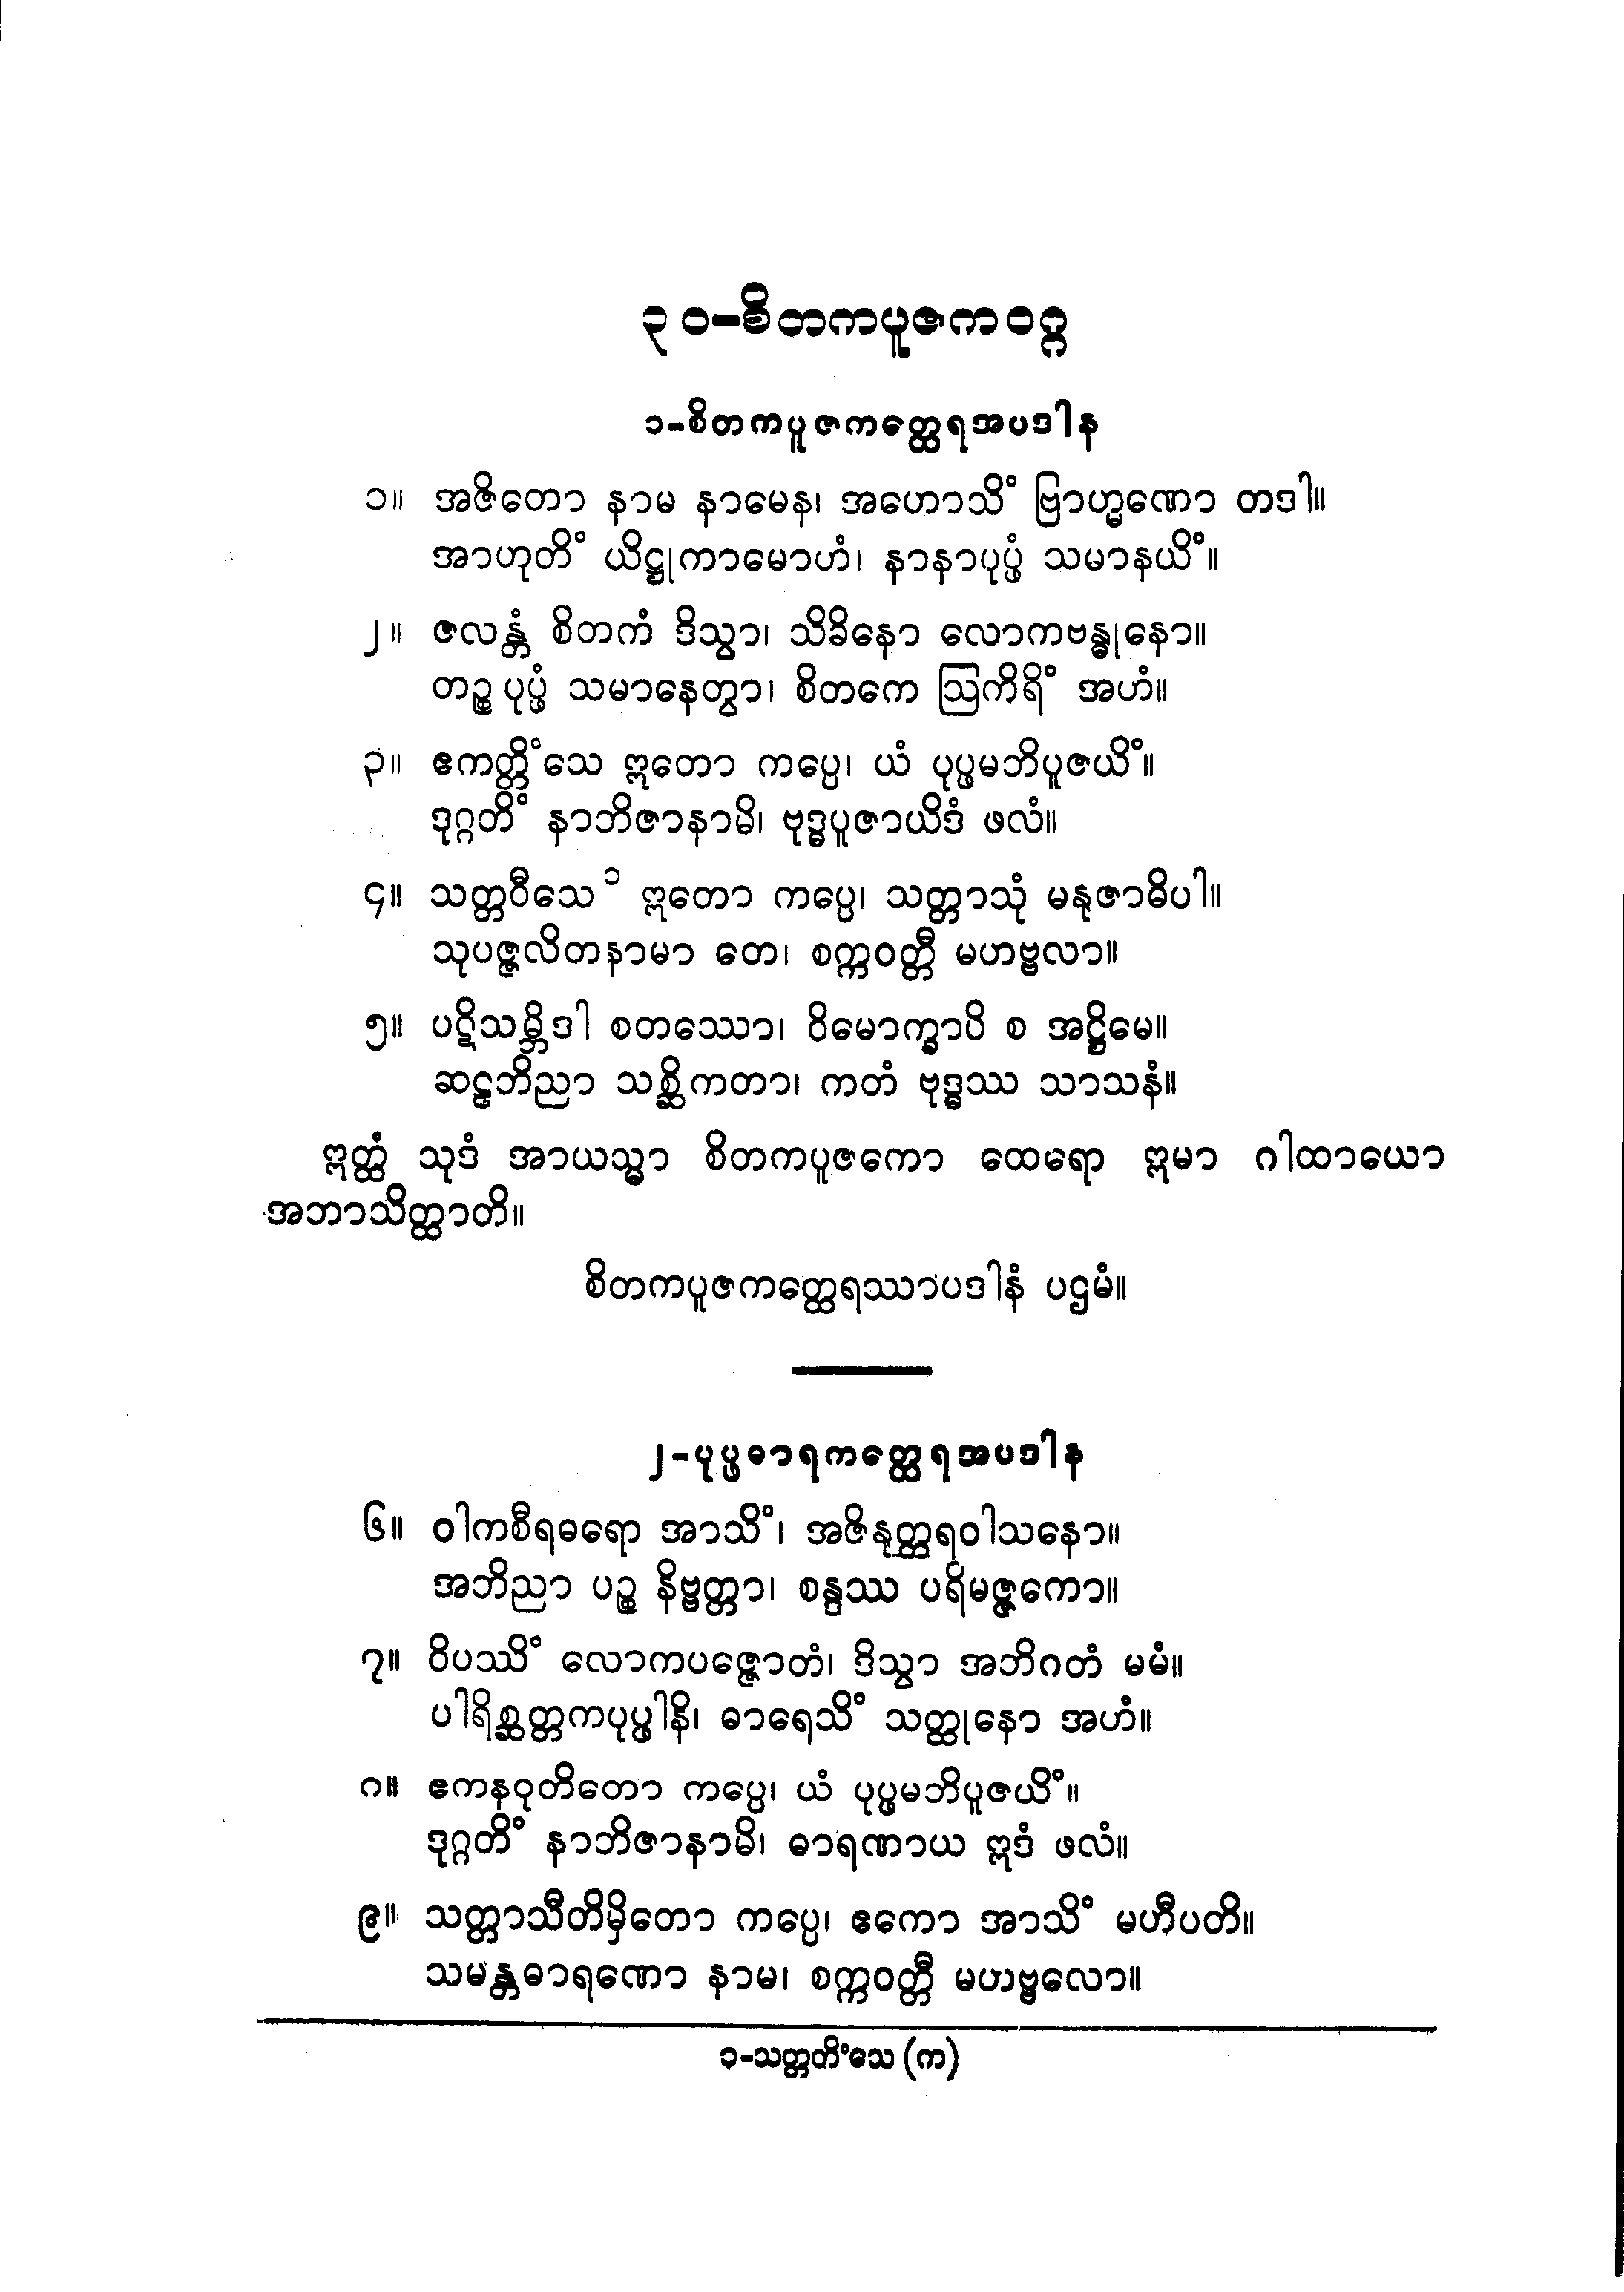 ၃၀-စိတကပူဇကဝဂ္ဂ
၁-စိတကပူဇကတ္ထေရအပဒါန
၁။ အဇိတော နာမ နာမေန၊ အဟောသိံ ဗြာဟ္မဏော တဒါ။
အာဟုတိံ ယိဋ္ဌုကာမောဟံ၊ နာနာပုပ္ဖံ သမာနယိံ။
၂။ ဇလန္တံ စိတကံ ဒိသွာ၊ သိခိနော လောကဗန္ဓုနော။
တဉ္စ ပုပ္ဖံ သမာနေတွာ၊ စိတကေ ဩကိရိံ အဟံ။
၃။ ဧကတ္တိံသေ ဣတော ကပ္ပေ၊ ယံ ပုပ္ဖမဘိပူဇယိံ။
ဒုဂ္ဂတိံ နာဘိဇာနာမိ၊ ဗုဒ္ဓပူဇာယိဒံ ဖလံ။
၄။ သတ္တဝီသေ ၁ ဣတော ကပ္ပေ၊ သတ္တာသုံ မနုဇာဓိပါ။
သုပဇ္ဇလိတနာမာ တေ၊ စက္ကဝတ္တီ မဟဗ္ဗလာ။
၅။ ပဋိသမ္ဘိဒါ စတဿော၊ ဝိမောက္ခာပိ စ အဋ္ဌိမေ။
ဆဠဘိညာ သစ္ဆိကတာ၊ ကတံ ဗုဒ္ဓဿ သာသနံ။
ဣတ္ထံ သုဒံ အာယသ္မာ စိတကပူဇကော ထေရော ဣမာ ဂါထာယော
အဘာသိတ္ထာတိ။
စိတကပူဇကတ္ထေရဿာပဒါနံ ပဌမံ။
၂-ပုပ္ဖဓာရကတ္ထေရအပဒါန
၆။ ဝါကစီရဓရော အာသိံ၊ အဇိနုတ္တရဝါသနော။
အဘိညာ ပဉ္စ နိဗ္ဗတ္တာ၊ စန္ဒဿ ပရိမဇ္ဇကော။
၇။ ဝိပဿိံ လောကပဇ္ဇောတံ၊ ဒိသွာ အဘိဂတံ မမံ။
ပါရိစ္ဆတ္တကပုပ္ဖါနိ၊ ဓာရေသိံ သတ္ထုနော အဟံ။
၈။ ဧကနဝုတိတော ကပ္ပေ၊ ယံ ပုပ္ဖမဘိပူဇယိံ။
ဒုဂ္ဂတိံ နာဘိဇာနာမိ၊ ဓာရဏာယ ဣဒံ ဖလံ။
၉။ သတ္တာသီတိမှိတော ကပ္ပေ၊ ဧကော အာသိံ မဟီပတိ။
သမန္တဓာရဏော နာမ၊ စက္ကဝတ္တီ မဟဗ္ဗလော။
၁-သတ္တတိံသေ (က)